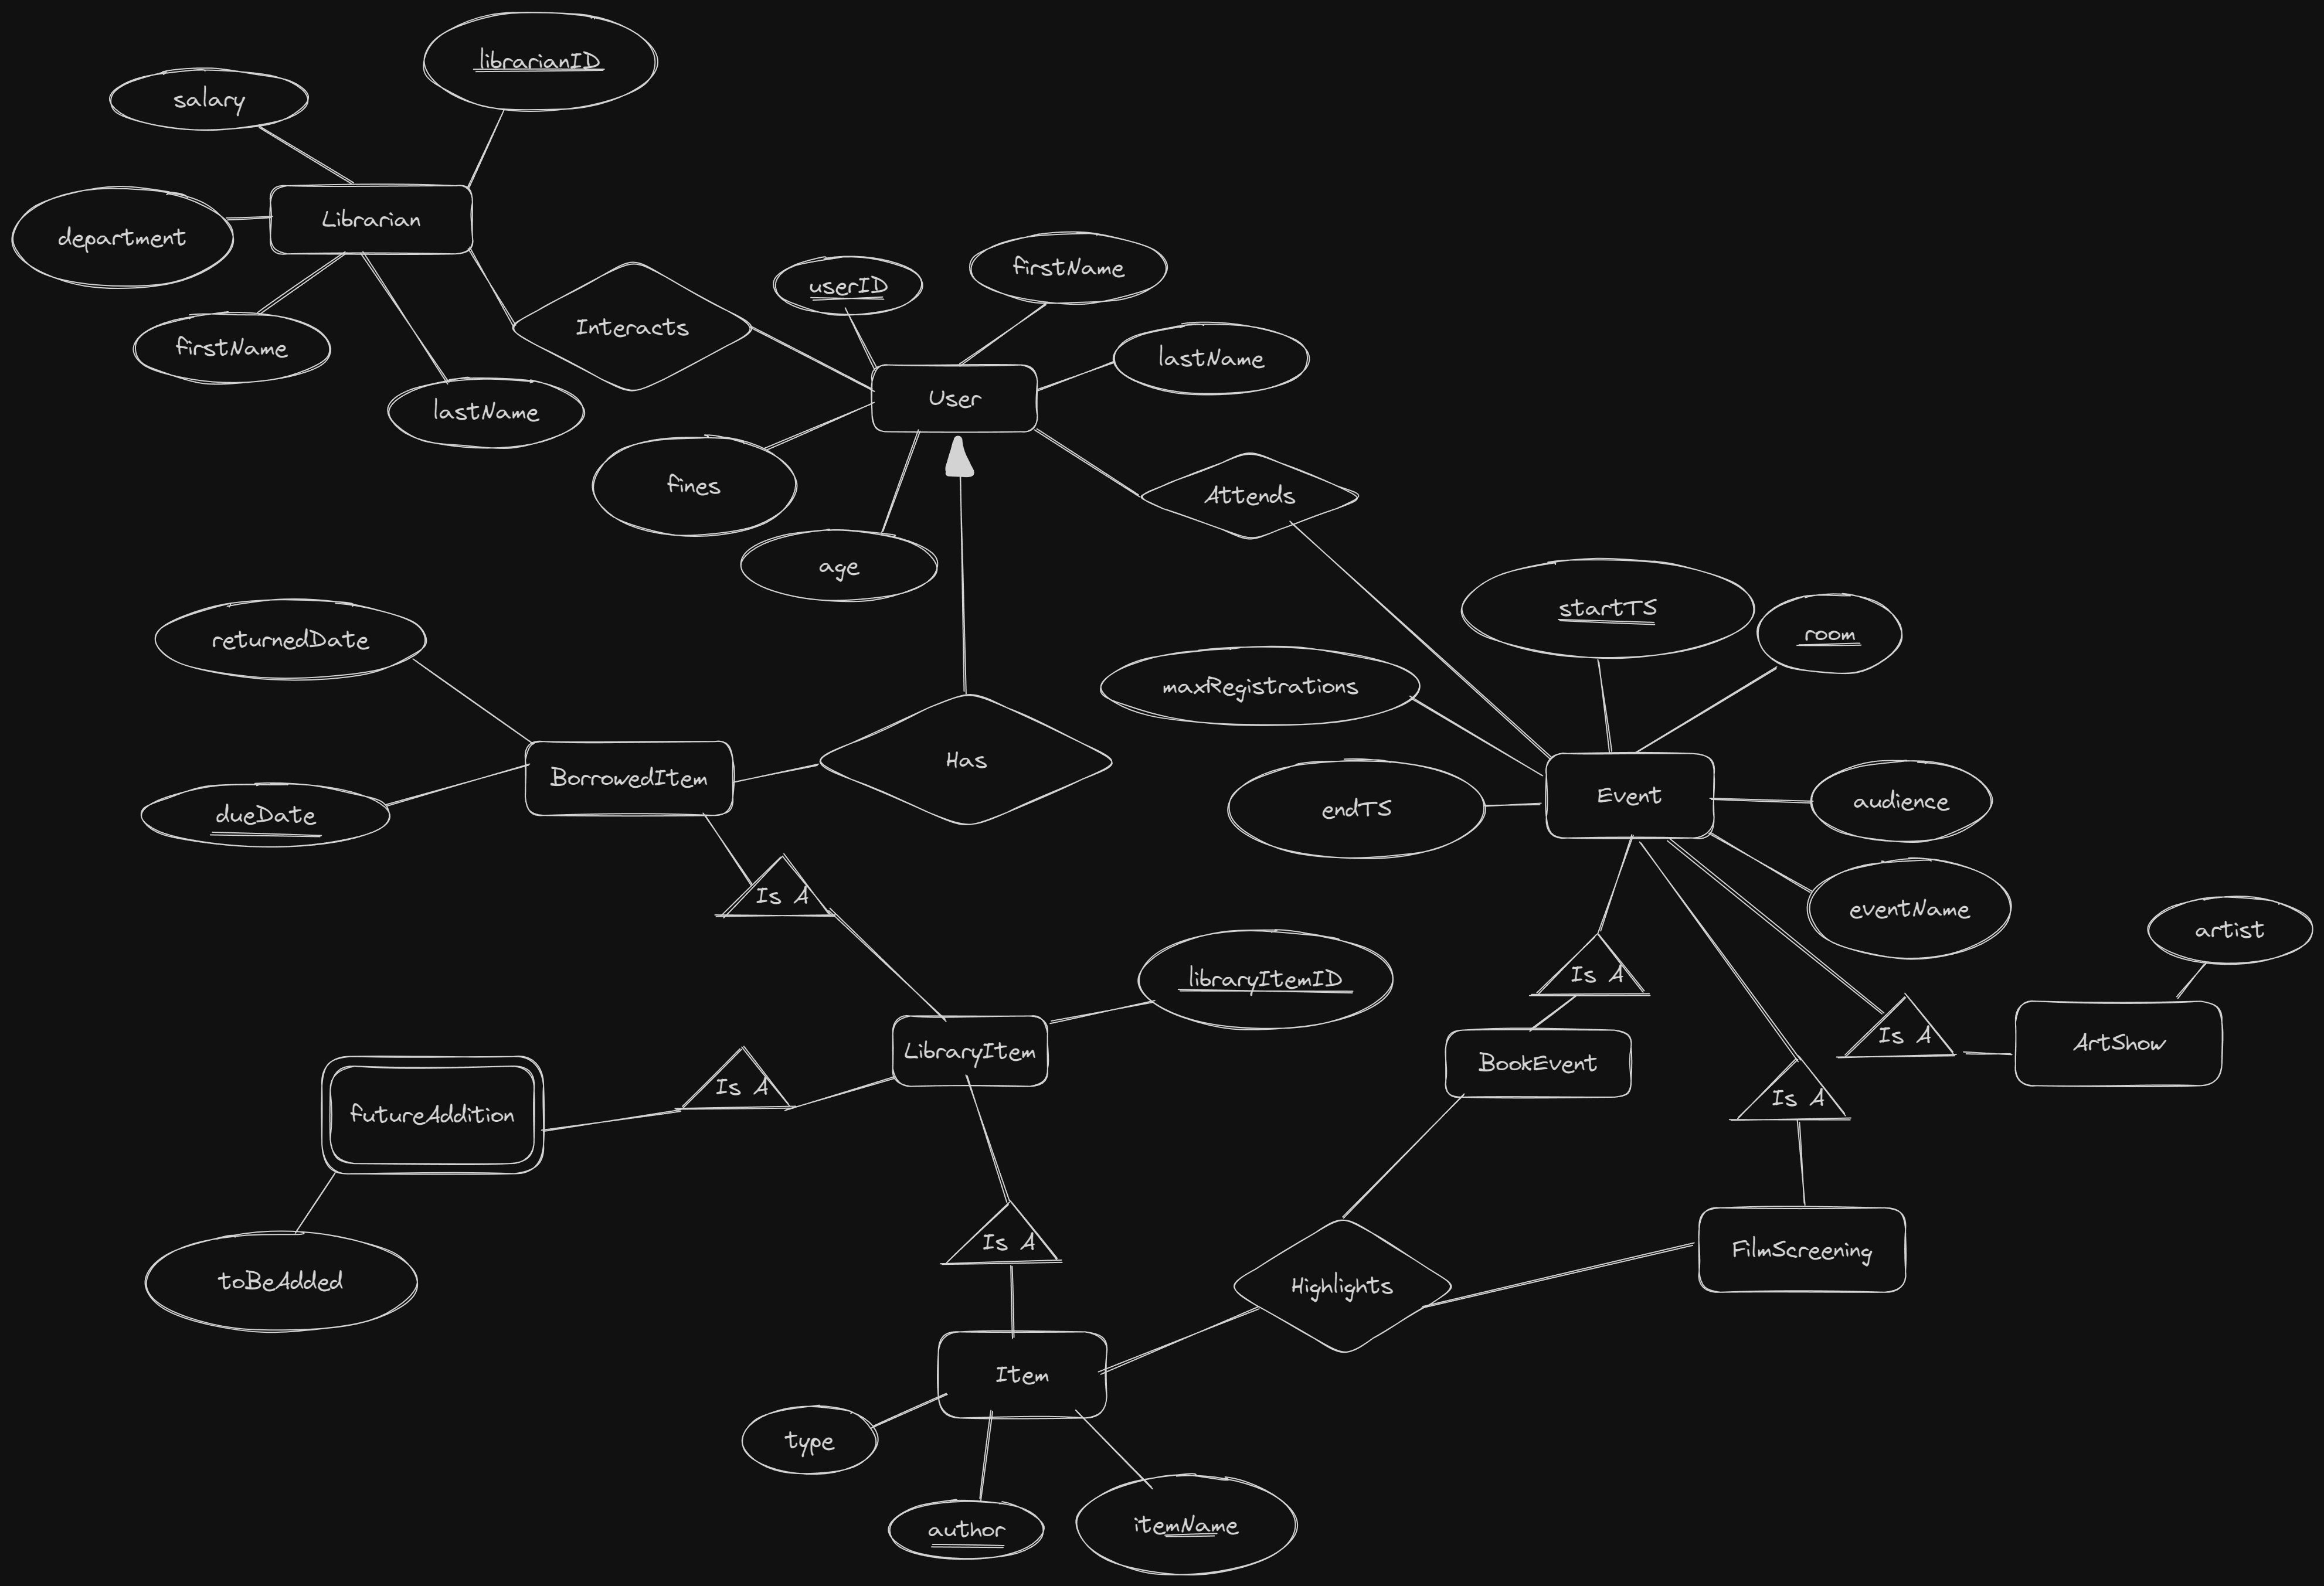 librarianID
salary
Librarian
department
firstName
userID
Interacts
firstName
lastName
lastName
User
fines
Attends
age
startTS
room
returnedDate
maxRegistrations
Has
BorrowedItem
Event
audience
endTS
dueDate
Is A
eventName
artist
Is A
libraryItemID
Is A
ArtShow
LibraryItem
BookEvent
Is A
Is A
futureAddition
Is A
FilmScreening
toBeAdded
Highlights
Item
type
author
itemName